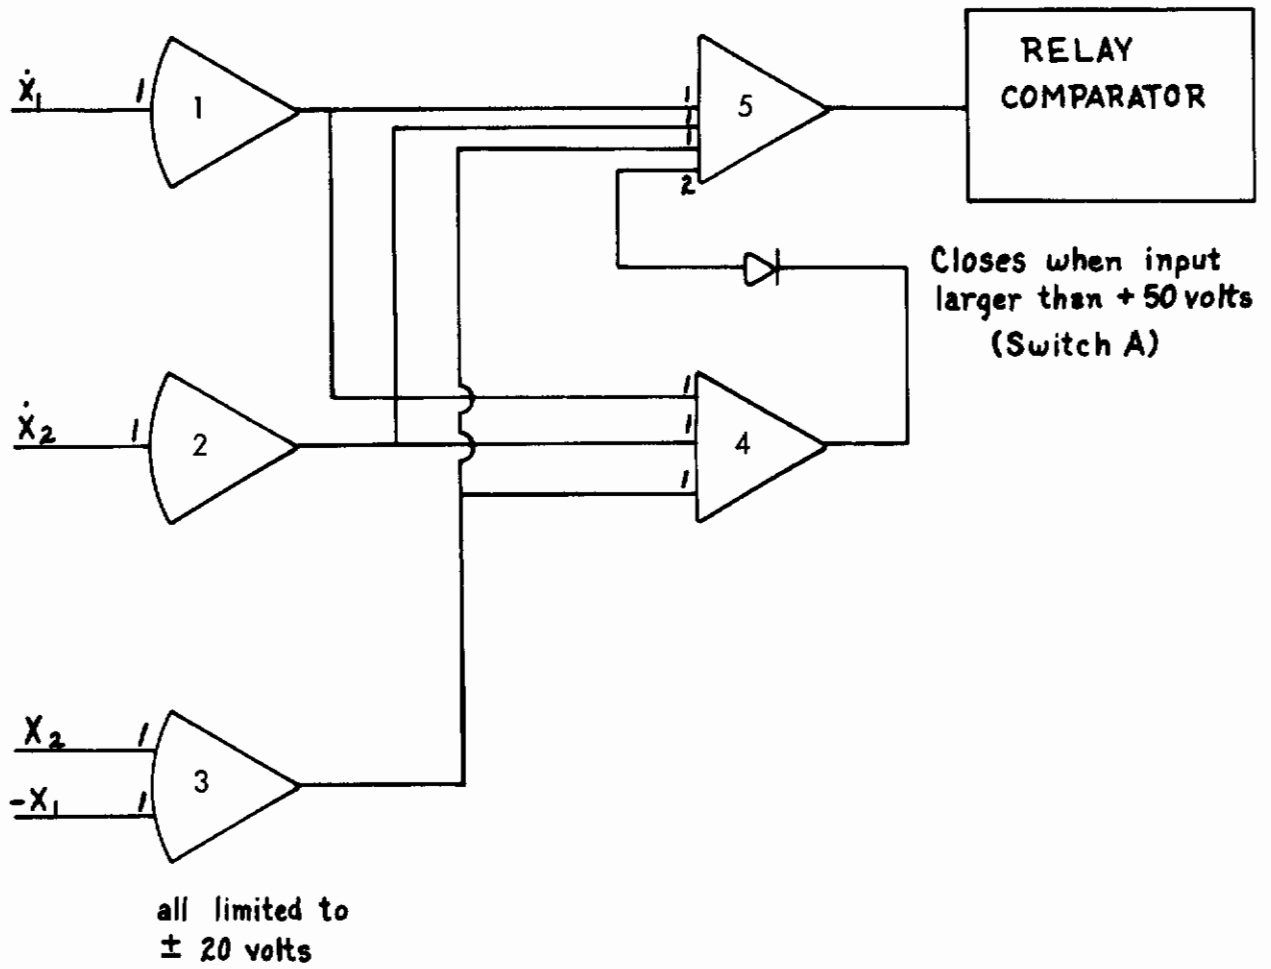 Ẋ₁
1
1
RELAY
COMPARATOR
5
1
1
1
2
Closes when input
larger than + 50 volts
(Switch A)
Ẋ₂
1
2
1
1
1
4
X₂
1
-X₁
1
3
all limited to
± 20 volts